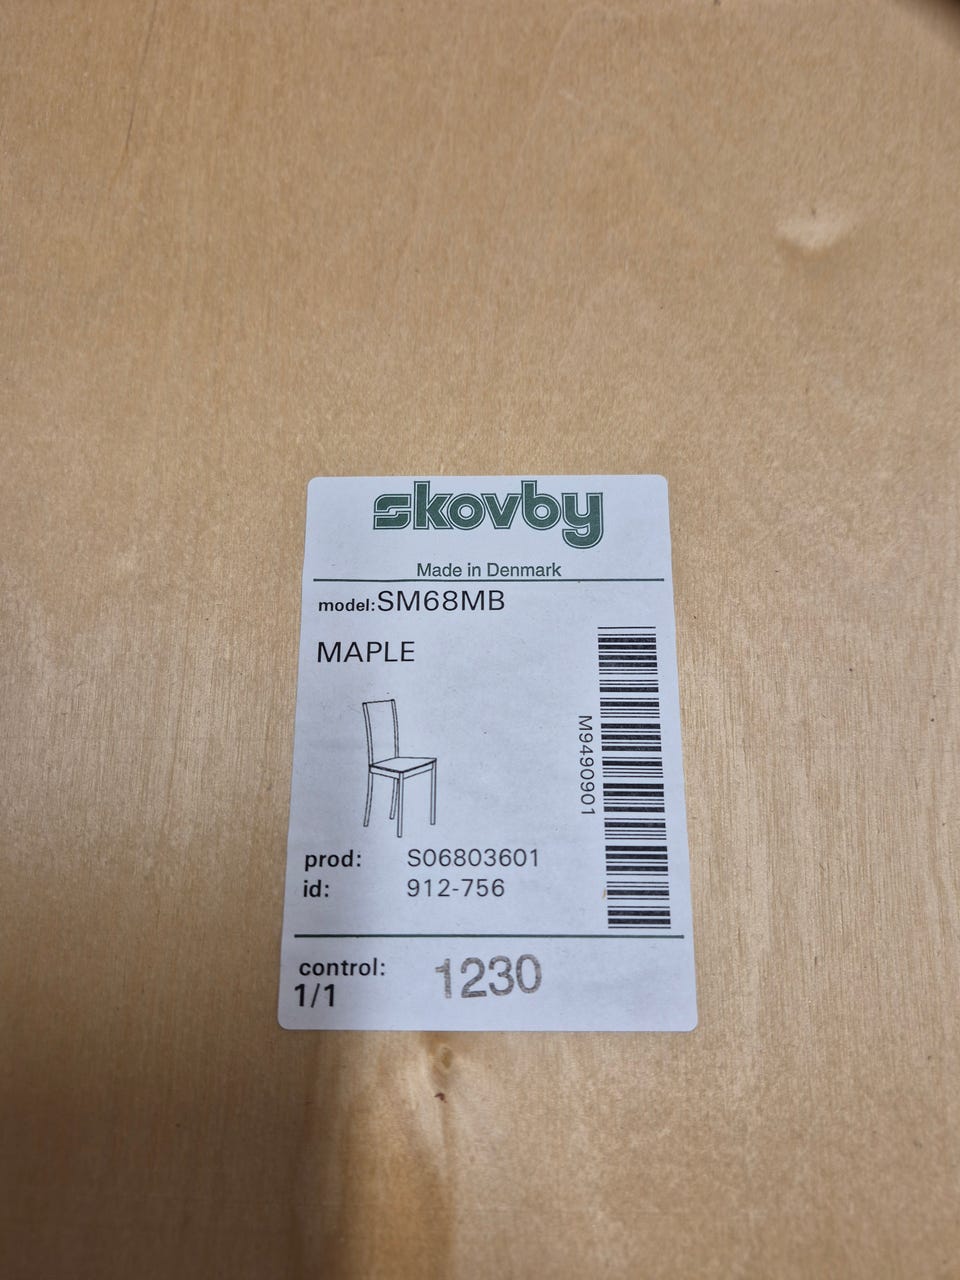 skovby
Made in Denmark
model:SM68MB
MAPLE
M9490901
prod: S06803601
id: 912-756
control: 1230
1/1